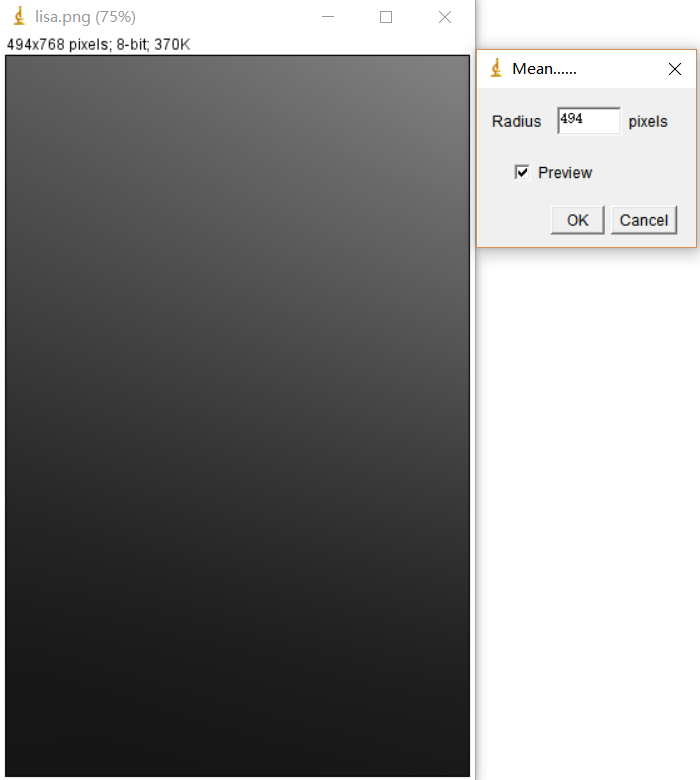 lisa.png (75%)
494x768 pixels; 8-bit; 370K
Mean......
Radius 494 pixels
Preview
OK Cancel